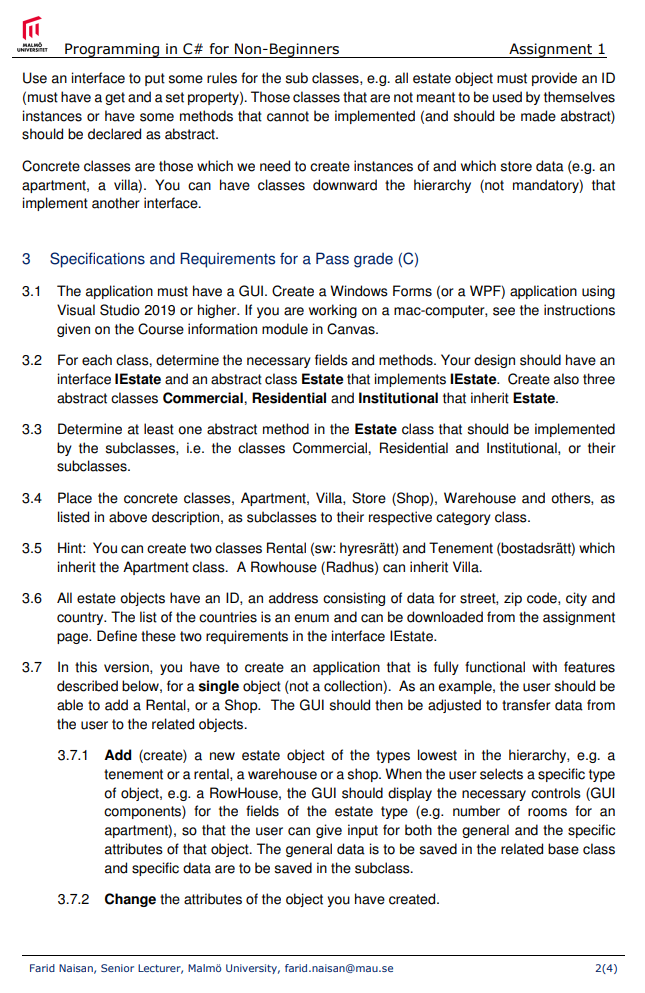 MALMÖ
UNIVERSITET
Programming in C# for Non-Beginners Assignment 1
Use an interface to put some rules for the sub classes, e.g. all estate object must provide an ID
(must have a get and a set property). Those classes that are not meant to be used by themselves
instances or have some methods that cannot be implemented (and should be made abstract)
should be declared as abstract.
Concrete classes are those which we need to create instances of and which store data (e.g. an
apartment, a villa). You can have classes downward the hierarchy (not mandatory) that
implement another interface.
3 Specifications and Requirements for a Pass grade (C)
3.1 The application must have a GUI. Create a Windows Forms (or a WPF) application using
Visual Studio 2019 or higher. If you are working on a mac-computer, see the instructions
given on the Course information module in Canvas.
3.2 For each class, determine the necessary fields and methods. Your design should have an
interface IEstate and an abstract class Estate that implements IEstate. Create also three
abstract classes Commercial, Residential and Institutional that inherit Estate.
3.3 Determine at least one abstract method in the Estate class that should be implemented
by the subclasses, i.e. the classes Commercial, Residential and Institutional, or their
subclasses.
3.4 Place the concrete classes, Apartment, Villa, Store (Shop), Warehouse and others, as
listed in above description, as subclasses to their respective category class.
3.5 Hint: You can create two classes Rental (sw: hyresrätt) and Tenement (bostadsrätt) which
inherit the Apartment class. A Rowhouse (Radhus) can inherit Villa.
3.6 All estate objects have an ID, an address consisting of data for street, zip code, city and
country. The list of the countries is an enum and can be downloaded from the assignment
page. Define these two requirements in the interface IEstate.
3.7 In this version, you have to create an application that is fully functional with features
described below, for a single object (not a collection). As an example, the user should be
able to add a Rental, or a Shop. The GUI should then be adjusted to transfer data from
the user to the related objects.
3.7.1 Add (create) a new estate object of the types lowest in the hierarchy, e.g. a
tenement or a rental, a warehouse or a shop. When the user selects a specific type
of object, e.g. a RowHouse, the GUI should display the necessary controls (GUI
components) for the fields of the estate type (e.g. number of rooms for an
apartment), so that the user can give input for both the general and the specific
attributes of that object. The general data is to be saved in the related base class
and specific data are to be saved in the subclass.
3.7.2 Change the attributes of the object you have created.
Farid Naisan, Senior Lecturer, Malmö University, farid.naisan@mau.se 2(4)